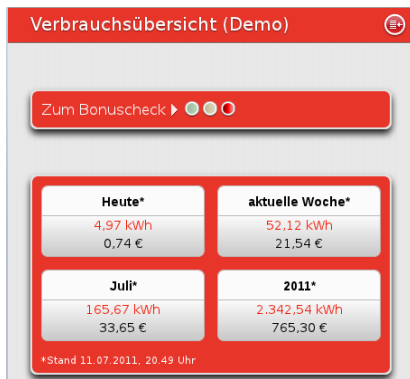 Verbrauchsübersicht (Demo)
Zum Bonuscheck
Heute*
4,97 kWh
0,74 €
aktuelle Woche*
52,12 kWh
21,54 €
Juli*
165,67 kWh
33,65 €
2011*
2.342,54 kWh
765,30 €
*Stand 11.07.2011, 20.49 Uhr